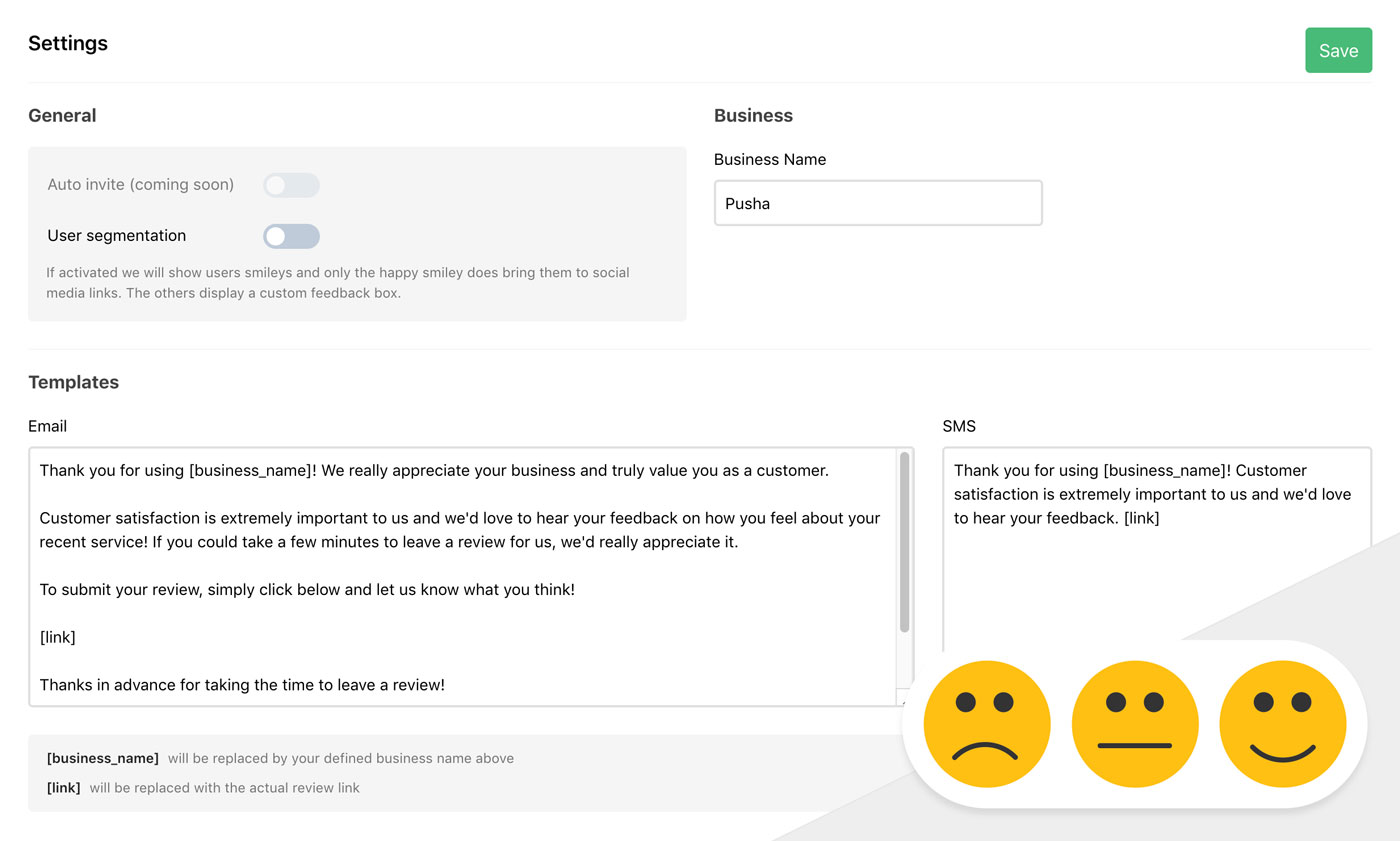 Settings
Save
General
Auto invite (coming soon)
User segmentation
If activated we will show users smileys and only the happy smiley does bring them to social
media links. The others display a custom feedback box.
Business
Business Name
Pusha
Templates
Email
Thank you for using [business_name]! We really appreciate your business and truly value you as a customer.
Customer satisfaction is extremely important to us and we'd love to hear your feedback on how you feel about your
recent service! If you could take a few minutes to leave a review for us, we'd really appreciate it.
To submit your review, simply click below and let us know what you think!
[link]
Thanks in advance for taking the time to leave a review!
SMS
Thank you for using [business_name]! Customer
satisfaction is extremely important to us and we'd love
to hear your feedback. [link]
[business_name] will be replaced by your defined business name above
[link] will be replaced with the actual review link